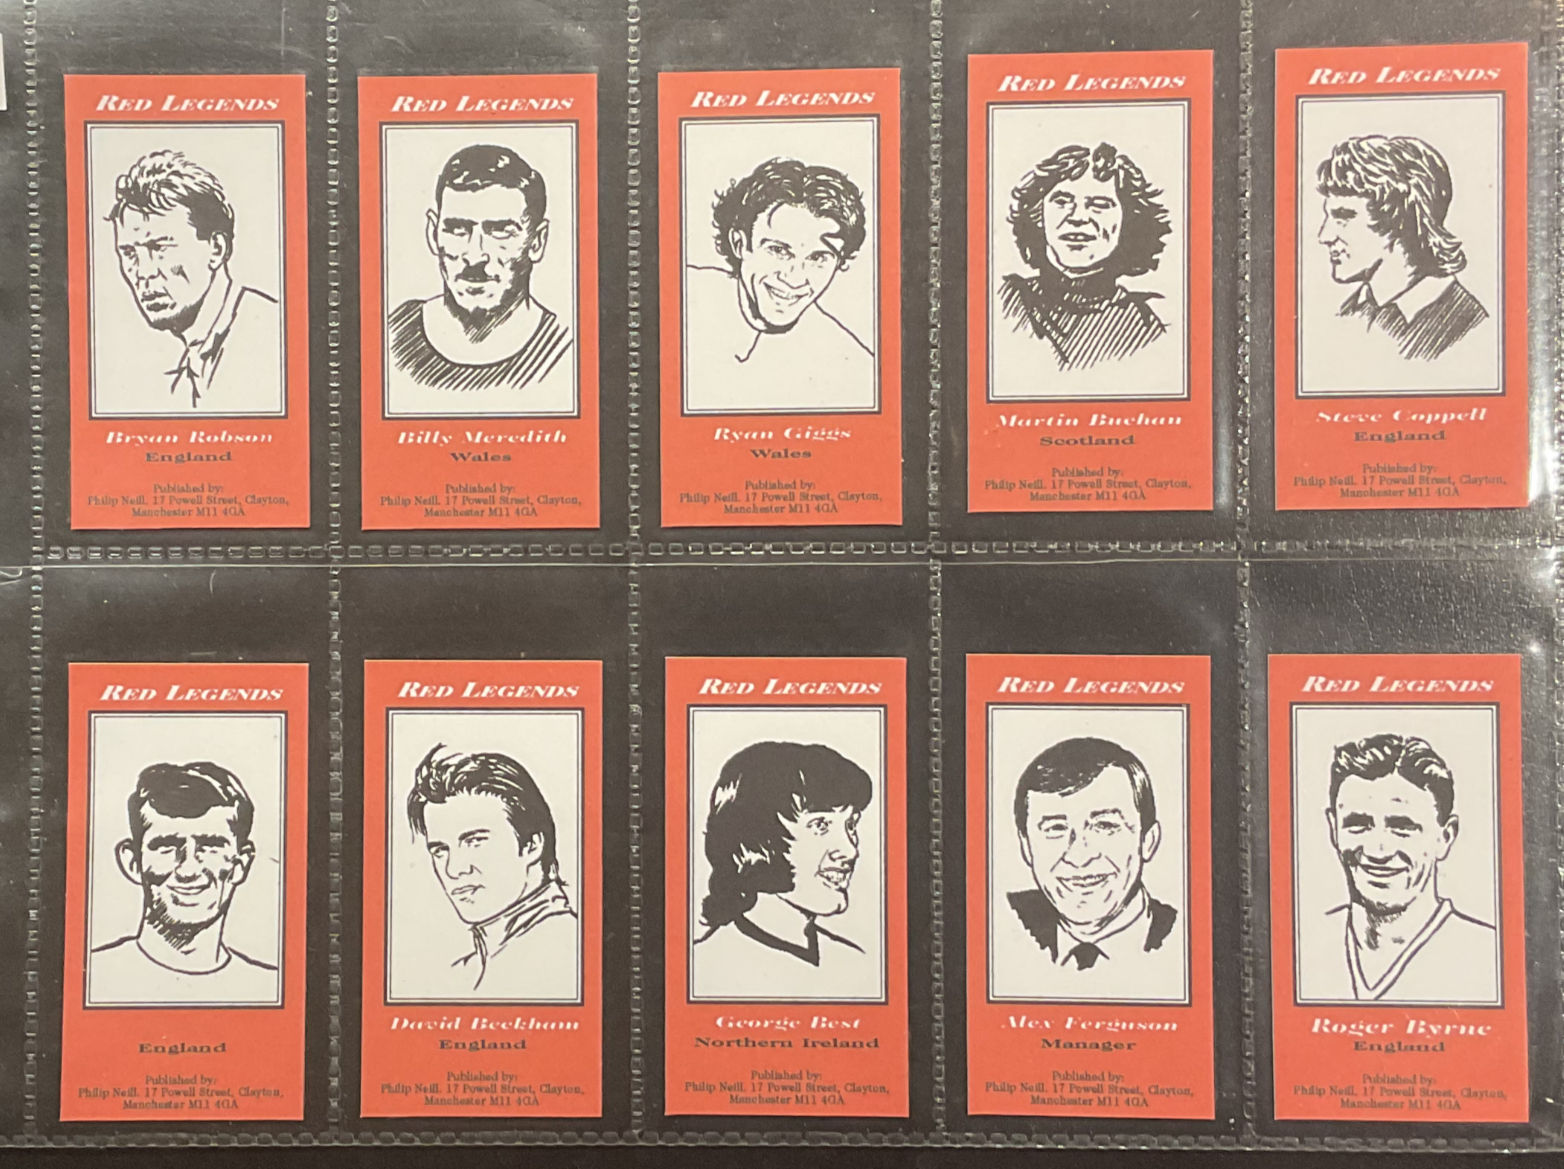 RED LEGENDS
Bryan Robson
England
Published by:
Philip Neill. 17 Powell Street, Clayton,
Manchester M11 4GA
RED LEGENDS
Billy Meredith
Wales
Published by:
Philip Neill. 17 Powell Street, Clayton,
Manchester M11 4GA
RED LEGENDS
Ryan Giggs
Wales
Published by:
Philip Neill. 17 Powell Street, Clayton,
Manchester M11 4GA
RED LEGENDS
Martin Buchan
Scotland
Published by:
Philip Neill. 17 Powell Street, Clayton,
Manchester M11 4GA
RED LEGENDS
Steve Coppell
England
Published by:
Philip Neill. 17 Powell Street, Clayton,
Manchester M11 4GA
RED LEGENDS
England
Published by:
Philip Neill. 17 Powell Street, Clayton,
Manchester M11 4GA
RED LEGENDS
David Beckham
England
Published by:
Philip Neill. 17 Powell Street, Clayton,
Manchester M11 4GA
RED LEGENDS
George Best
Northern Ireland
Published by:
Philip Neill. 17 Powell Street, Clayton,
Manchester M11 4GA
RED LEGENDS
Alex Ferguson
Manager
Published by:
Philip Neill. 17 Powell Street, Clayton,
Manchester M11 4GA
RED LEGENDS
Roger Byrne
England
Published by:
Philip Neill. 17 Powell Street, Clayton,
Manchester M11 4GA